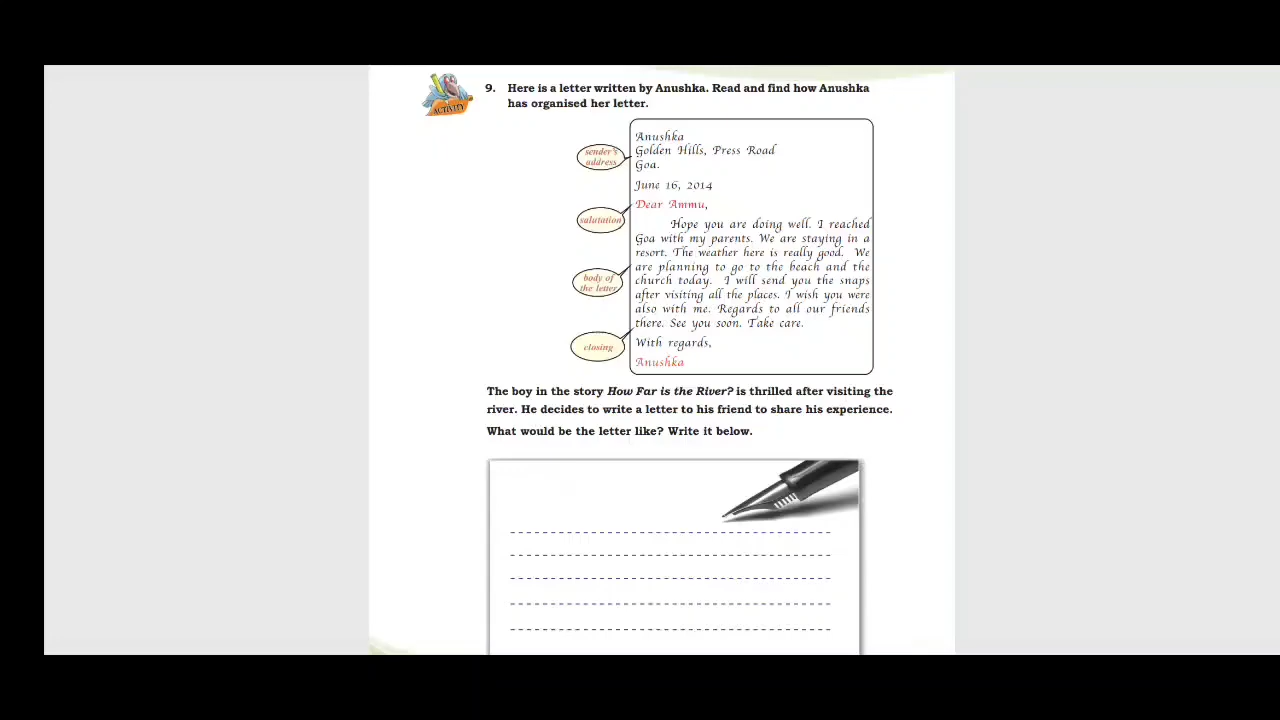 ACTIVITY
9. Here is a letter written by Anushka. Read and find how Anushka
has organised her letter.
sender's
address
Anushka
Golden Hills, Press Road
Goa.
June 16, 2014
salutation
Dear Ammu,
Hope you are doing well. I reached
Goa with my parents. We are staying in a
resort. The weather here is really good. We
are planning to go to the beach and the
church today. I will send you the snaps
after visiting all the places. I wish you were
also with me. Regards to all our friends
there. See you soon. Take care.
body of
the letter
closing
With regards,
Anushka
The boy in the story How Far is the River? is thrilled after visiting the
river. He decides to write a letter to his friend to share his experience.
What would be the letter like? Write it below.